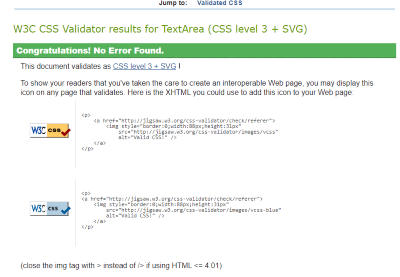 Jump to: Validated CSS
W3C CSS Validator results for TextArea (CSS level 3 + SVG)
Congratulations! No Error Found.
This document validates as CSS level 3 + SVG !
To show your readers that you've taken the care to create an interoperable Web page, you may display this
icon on any page that validates. Here is the XHTML you could use to add this icon to your Web page:
<p>
<a href="http://jigsaw.w3.org/css-validator/check/referer">
<img style="border:0;width:88px;height:31px"
src="http://jigsaw.w3.org/css-validator/images/vcss"
alt="Valid CSS!" />
</a>
</p>
W3C css
<p>
<a href="http://jigsaw.w3.org/css-validator/check/referer">
<img style="border:0;width:88px;height:31px"
src="http://jigsaw.w3.org/css-validator/images/vcss-blue"
alt="Valid CSS!" />
</a>
</p>
W3C css
(close the img tag with > instead of /> if using HTML <= 4.01)